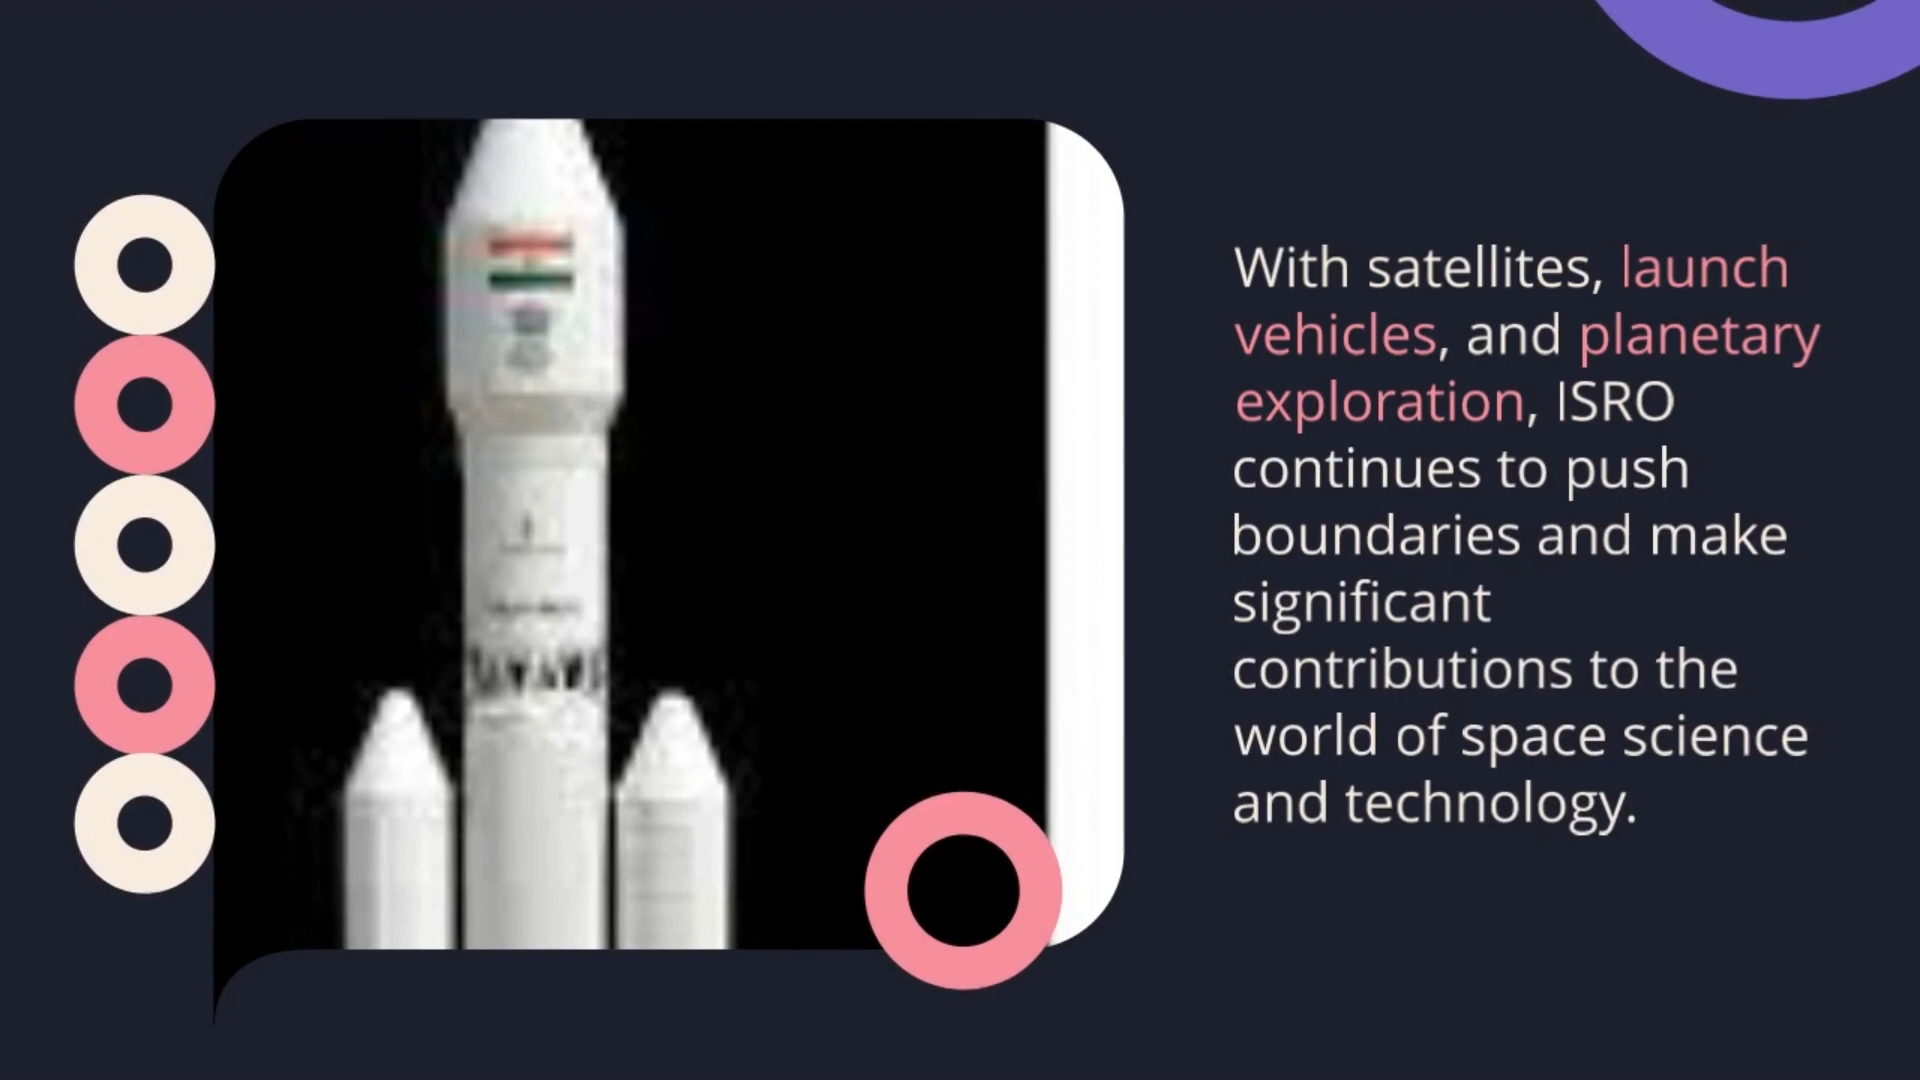 With satellites, launch
vehicles, and planetary
exploration, ISRO
continues to push
boundaries and make
significant
contributions to the
world of space science
and technology.